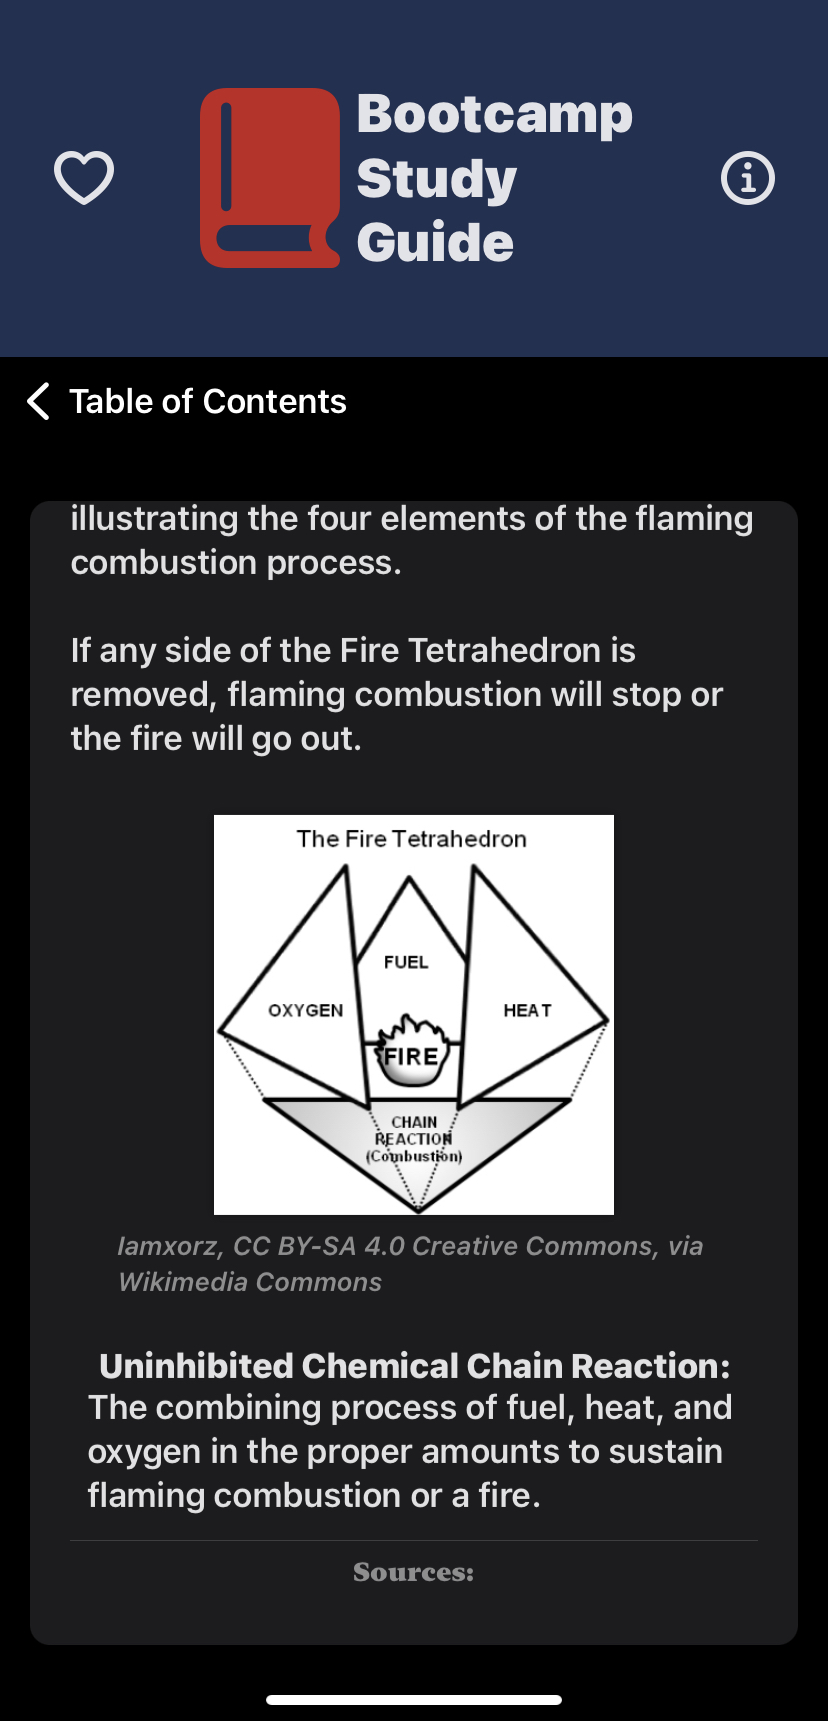 Bootcamp
Study
Guide
Table of Contents
illustrating the four elements of the flaming
combustion process.
If any side of the Fire Tetrahedron is
removed, flaming combustion will stop or
the fire will go out.
The Fire Tetrahedron
FUEL
OXYGEN
HEAT
FIRE
CHAIN
REACTION
(Combustion)
Iamxorz, CC BY-SA 4.0 Creative Commons, via
Wikimedia Commons
Uninhibited Chemical Chain Reaction:
The combining process of fuel, heat, and
oxygen in the proper amounts to sustain
flaming combustion or a fire.
Sources: